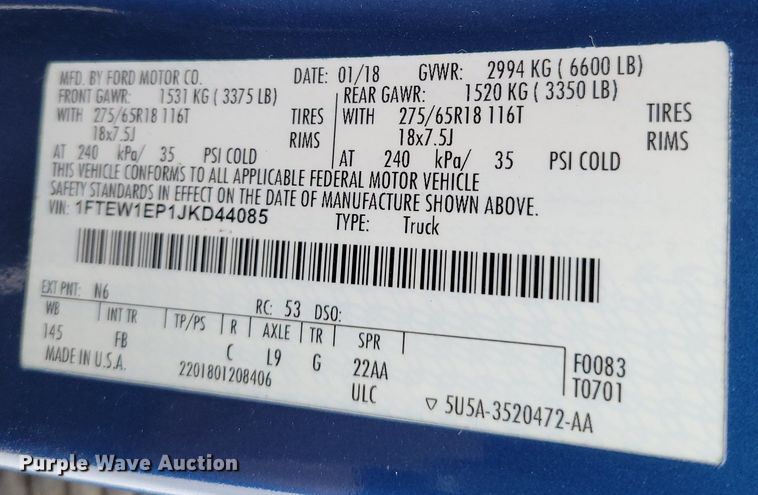 MFD. BY FORD MOTOR CO. DATE: 01/18 GVWR: 2994 KG ( 6600 LB)
FRONT GAWR: 1531 KG ( 3375 LB) REAR GAWR: 1520 KG ( 3350 LB)
WITH 275/65R18 116T TIRES WITH 275/65R18 116T TIRES
18x7.5J RIMS 18x7.5J RIMS
AT 240 kPa/ 35 PSI COLD AT 240 kPa/ 35 PSI COLD
THIS VEHICLE CONFORMS TO ALL APPLICABLE FEDERAL MOTOR VEHICLE
SAFETY STANDARDS IN EFFECT ON THE DATE OF MANUFACTURE SHOWN ABOVE.
VIN: 1FTEW1EP1JKD44085 TYPE: Truck
EXT PNT: N6 RC: 53 DSO:
WB INT TR TP/PS R AXLE TR SPR
145 FB C L9 G 22AA F0083
MADE IN U.S.A. 2201801208406 ULC T0701
▽ 5U5A-3520472-AA
Purple Wave Auction